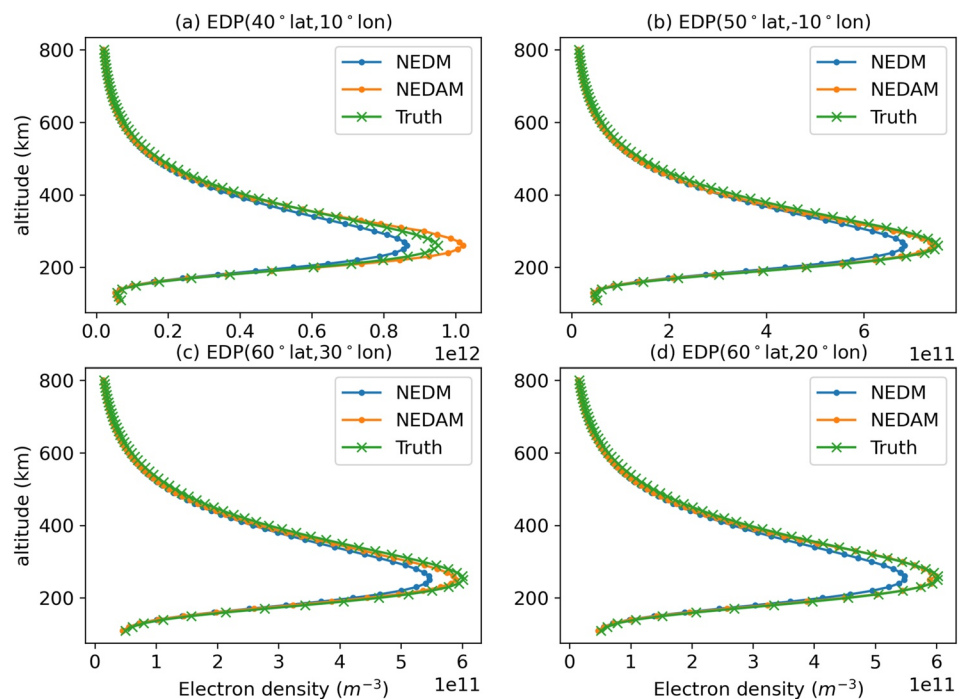 (a) EDP(40°lat,10°lon)
NEDM
NEDAM
Truth
800
600
400
200
altitude (km)
0.0 0.2 0.4 0.6 0.8 1.0
1e12
(b) EDP(50°lat,-10°lon)
NEDM
NEDAM
Truth
800
600
400
200
0 2 4 6
1e11
(c) EDP(60°lat,30°lon)
NEDM
NEDAM
Truth
800
600
400
200
altitude (km)
0 1 2 3 4 5 6
Electron density (m⁻³)
1e11
(d) EDP(60°lat,20°lon)
NEDM
NEDAM
Truth
800
600
400
200
0 1 2 3 4 5 6
Electron density (m⁻³)
1e11